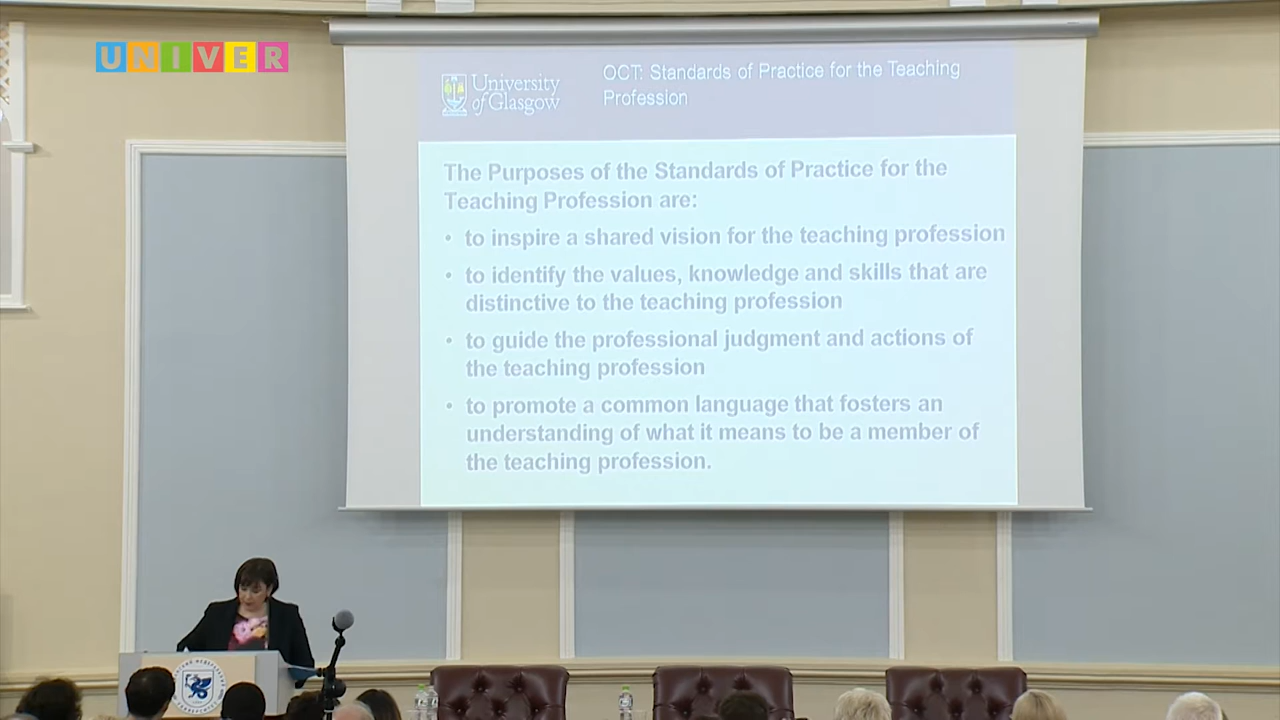 UNIVER
University
of Glasgow
OCT: Standards of Practice for the Teaching
Profession
The Purposes of the Standards of Practice for the
Teaching Profession are:
• to inspire a shared vision for the teaching profession
• to identify the values, knowledge and skills that are
distinctive to the teaching profession
• to guide the professional judgment and actions of
the teaching profession
• to promote a common language that fosters an
understanding of what it means to be a member of
the teaching profession.